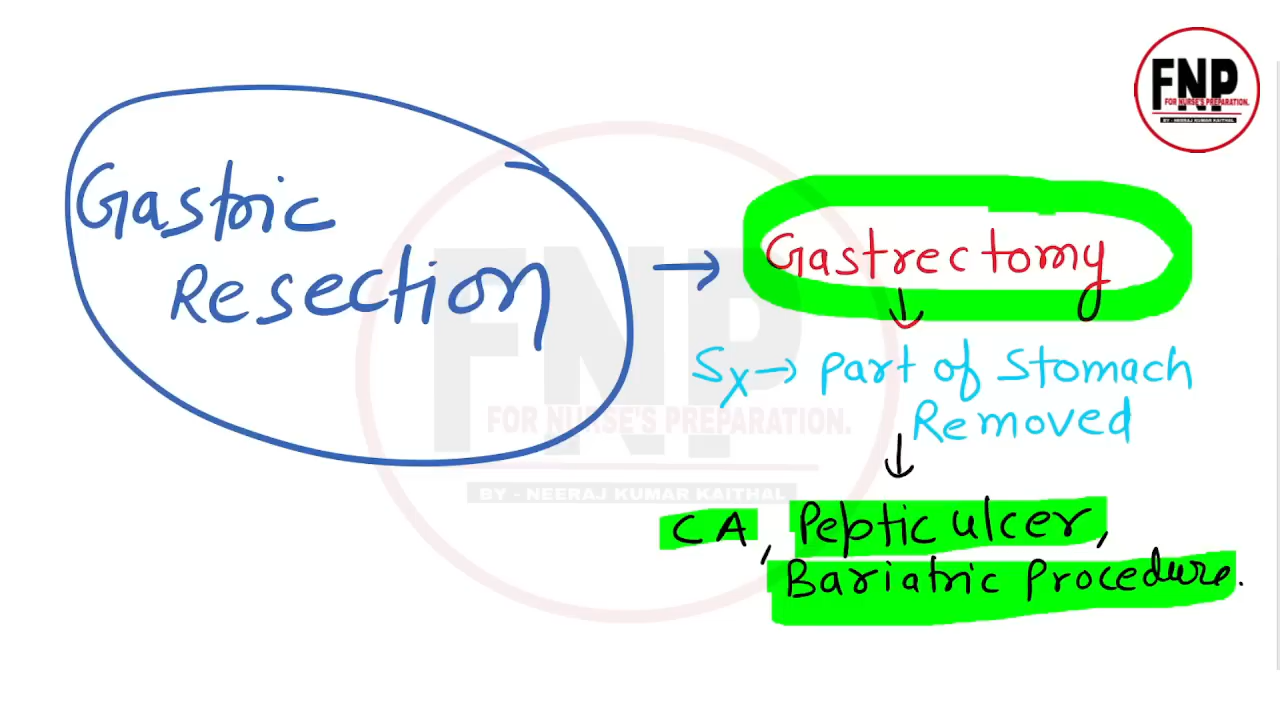 Gastric
Resection
→ Gastrectomy
Sx → Part of Stomach
Removed
CA, Peptic ulcer,
Bariatric Procedure.
FNP
FOR NURSE'S PREPARATION.
BY - NEERAJ KUMAR KAITHAL
FNP
FOR NURSE'S PREPARATION.
BY - NEERAJ KUMAR KAITHAL